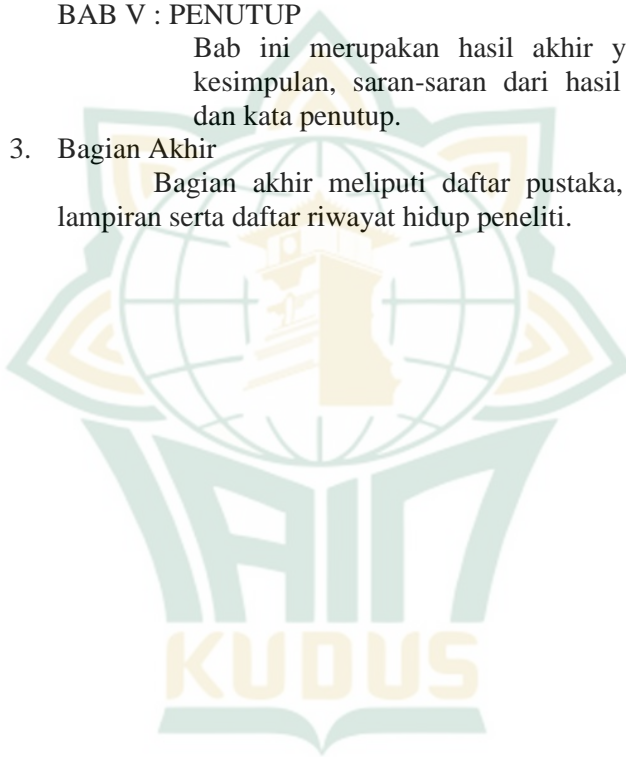 BAB V : PENUTUP
Bab ini merupakan hasil akhir y
kesimpulan, saran-saran dari hasil
dan kata penutup.
3. Bagian Akhir
Bagian akhir meliputi daftar pustaka,
lampiran serta daftar riwayat hidup peneliti.
IAIN
KUDUS